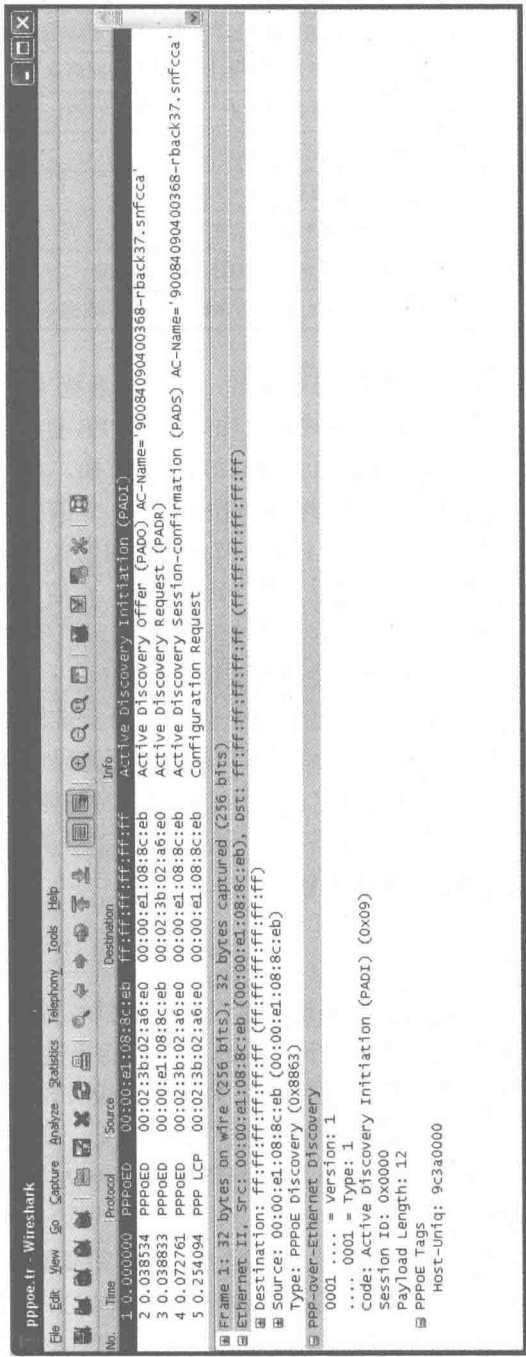 pppoe.tr - Wireshark
File Edit View Go Capture Analyze Statistics Telephony Tools Help
No. Time Protocol Source Destination Info
1 0.000000 PPPoED 00:00:e1:08:8c:eb ff:ff:ff:ff:ff:ff Active Discovery Initiation (PADI)
2 0.038534 PPPoED 00:02:3b:02:a6:e0 00:00:e1:08:8c:eb Active Discovery Offer (PADO) AC-Name='90084090400368-rback37.snfcca'
3 0.038833 PPPoED 00:00:e1:08:8c:eb 00:02:3b:02:a6:e0 Active Discovery Request (PADR)
4 0.072761 PPPoED 00:02:3b:02:a6:e0 00:00:e1:08:8c:eb Active Discovery Session-confirmation (PADS) AC-Name='90084090400368-rback37.snfcca'
5 0.254094 PPP LCP 00:02:3b:02:a6:e0 00:00:e1:08:8c:eb Configuration Request
Frame 1: 32 bytes on wire (256 bits), 32 bytes captured (256 bits)
Ethernet II, Src: 00:00:e1:08:8c:eb (00:00:e1:08:8c:eb), Dst: ff:ff:ff:ff:ff:ff (ff:ff:ff:ff:ff:ff)
Destination: ff:ff:ff:ff:ff:ff (ff:ff:ff:ff:ff:ff)
Source: 00:00:e1:08:8c:eb (00:00:e1:08:8c:eb)
Type: PPPoE Discovery (0x8863)
PPP-over-Ethernet Discovery
0001 .... = Version: 1
.... 0001 = Type: 1
Code: Active Discovery Initiation (PADI) (0x09)
Session ID: 0x0000
Payload Length: 12
PPPoE Tags
Host-Uniq: 9c3a0000